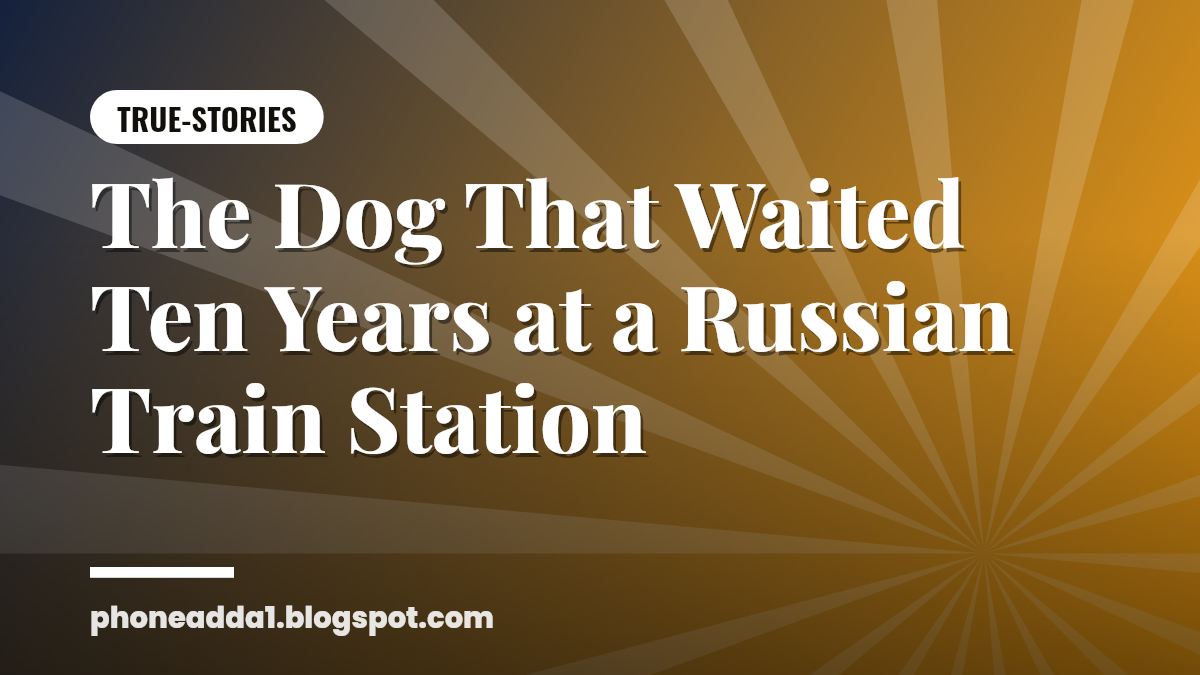 TRUE-STORIES
The Dog That Waited
Ten Years at a Russian
Train Station
phoneadda1.blogspot.com